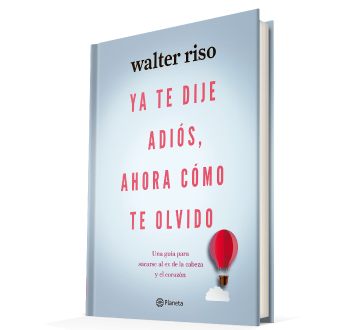 walter riso
YA TE DIJE
ADIÓS,
AHORA CÓMO
TE OLVIDO
Una guía para
sacarse al ex de la cabeza
y el corazón
Planeta